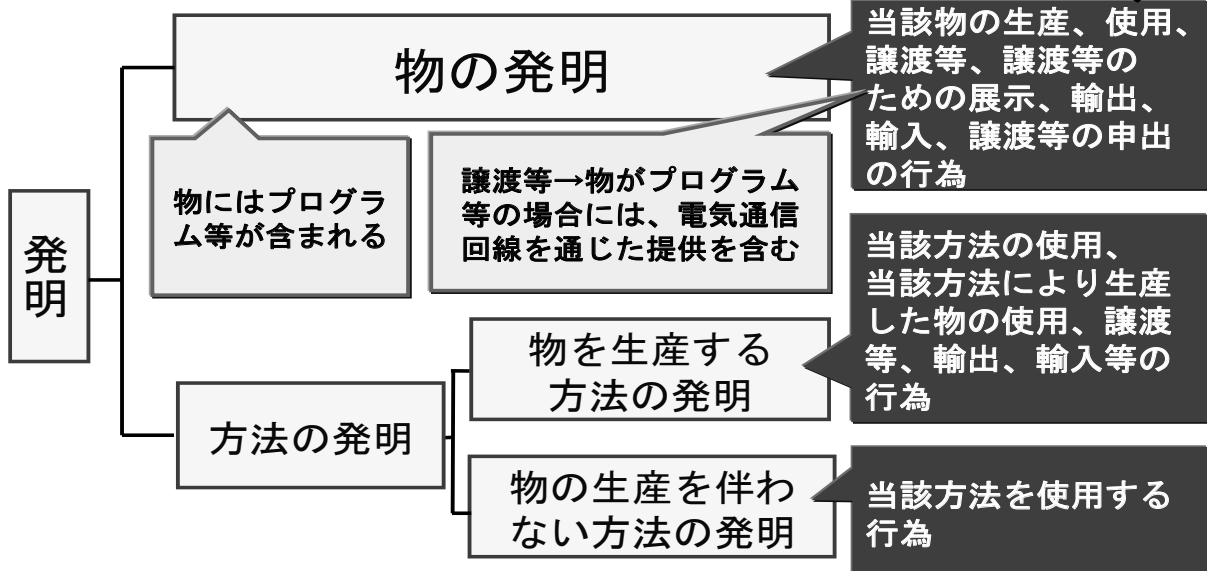 物の発明
当該物の生産、使用、
譲渡等、譲渡等の
ための展示、輸出、
輸入、譲渡等の申出
の行為
物にはプログラ
ム等が含まれる
譲渡等→物がプログラム
等の場合には、電気通信
回線を通じた提供を含む
発
明
物を生産する
方法の発明
当該方法の使用、
当該方法により生産
した物の使用、譲渡
等、輸出、輸入等の
行為
方法の発明
物の生産を伴わ
ない方法の発明
当該方法を使用する
行為